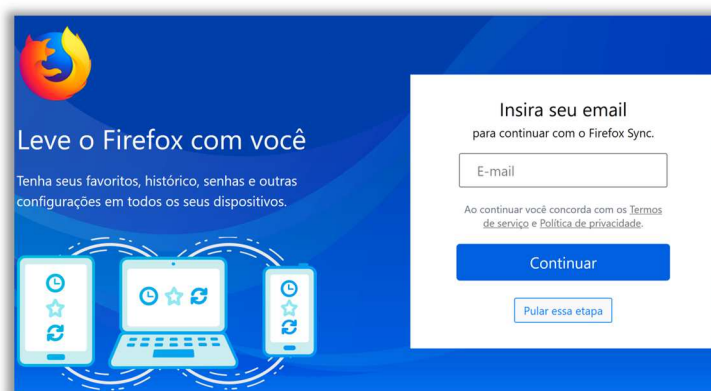 Leve o Firefox com você
Tenha seus favoritos, histórico, senhas e outras
configurações em todos os seus dispositivos.
Insira seu email
para continuar com o Firefox Sync.
E-mail
Ao continuar você concorda com os Termos
de serviço e Política de privacidade.
Continuar
Pular essa etapa